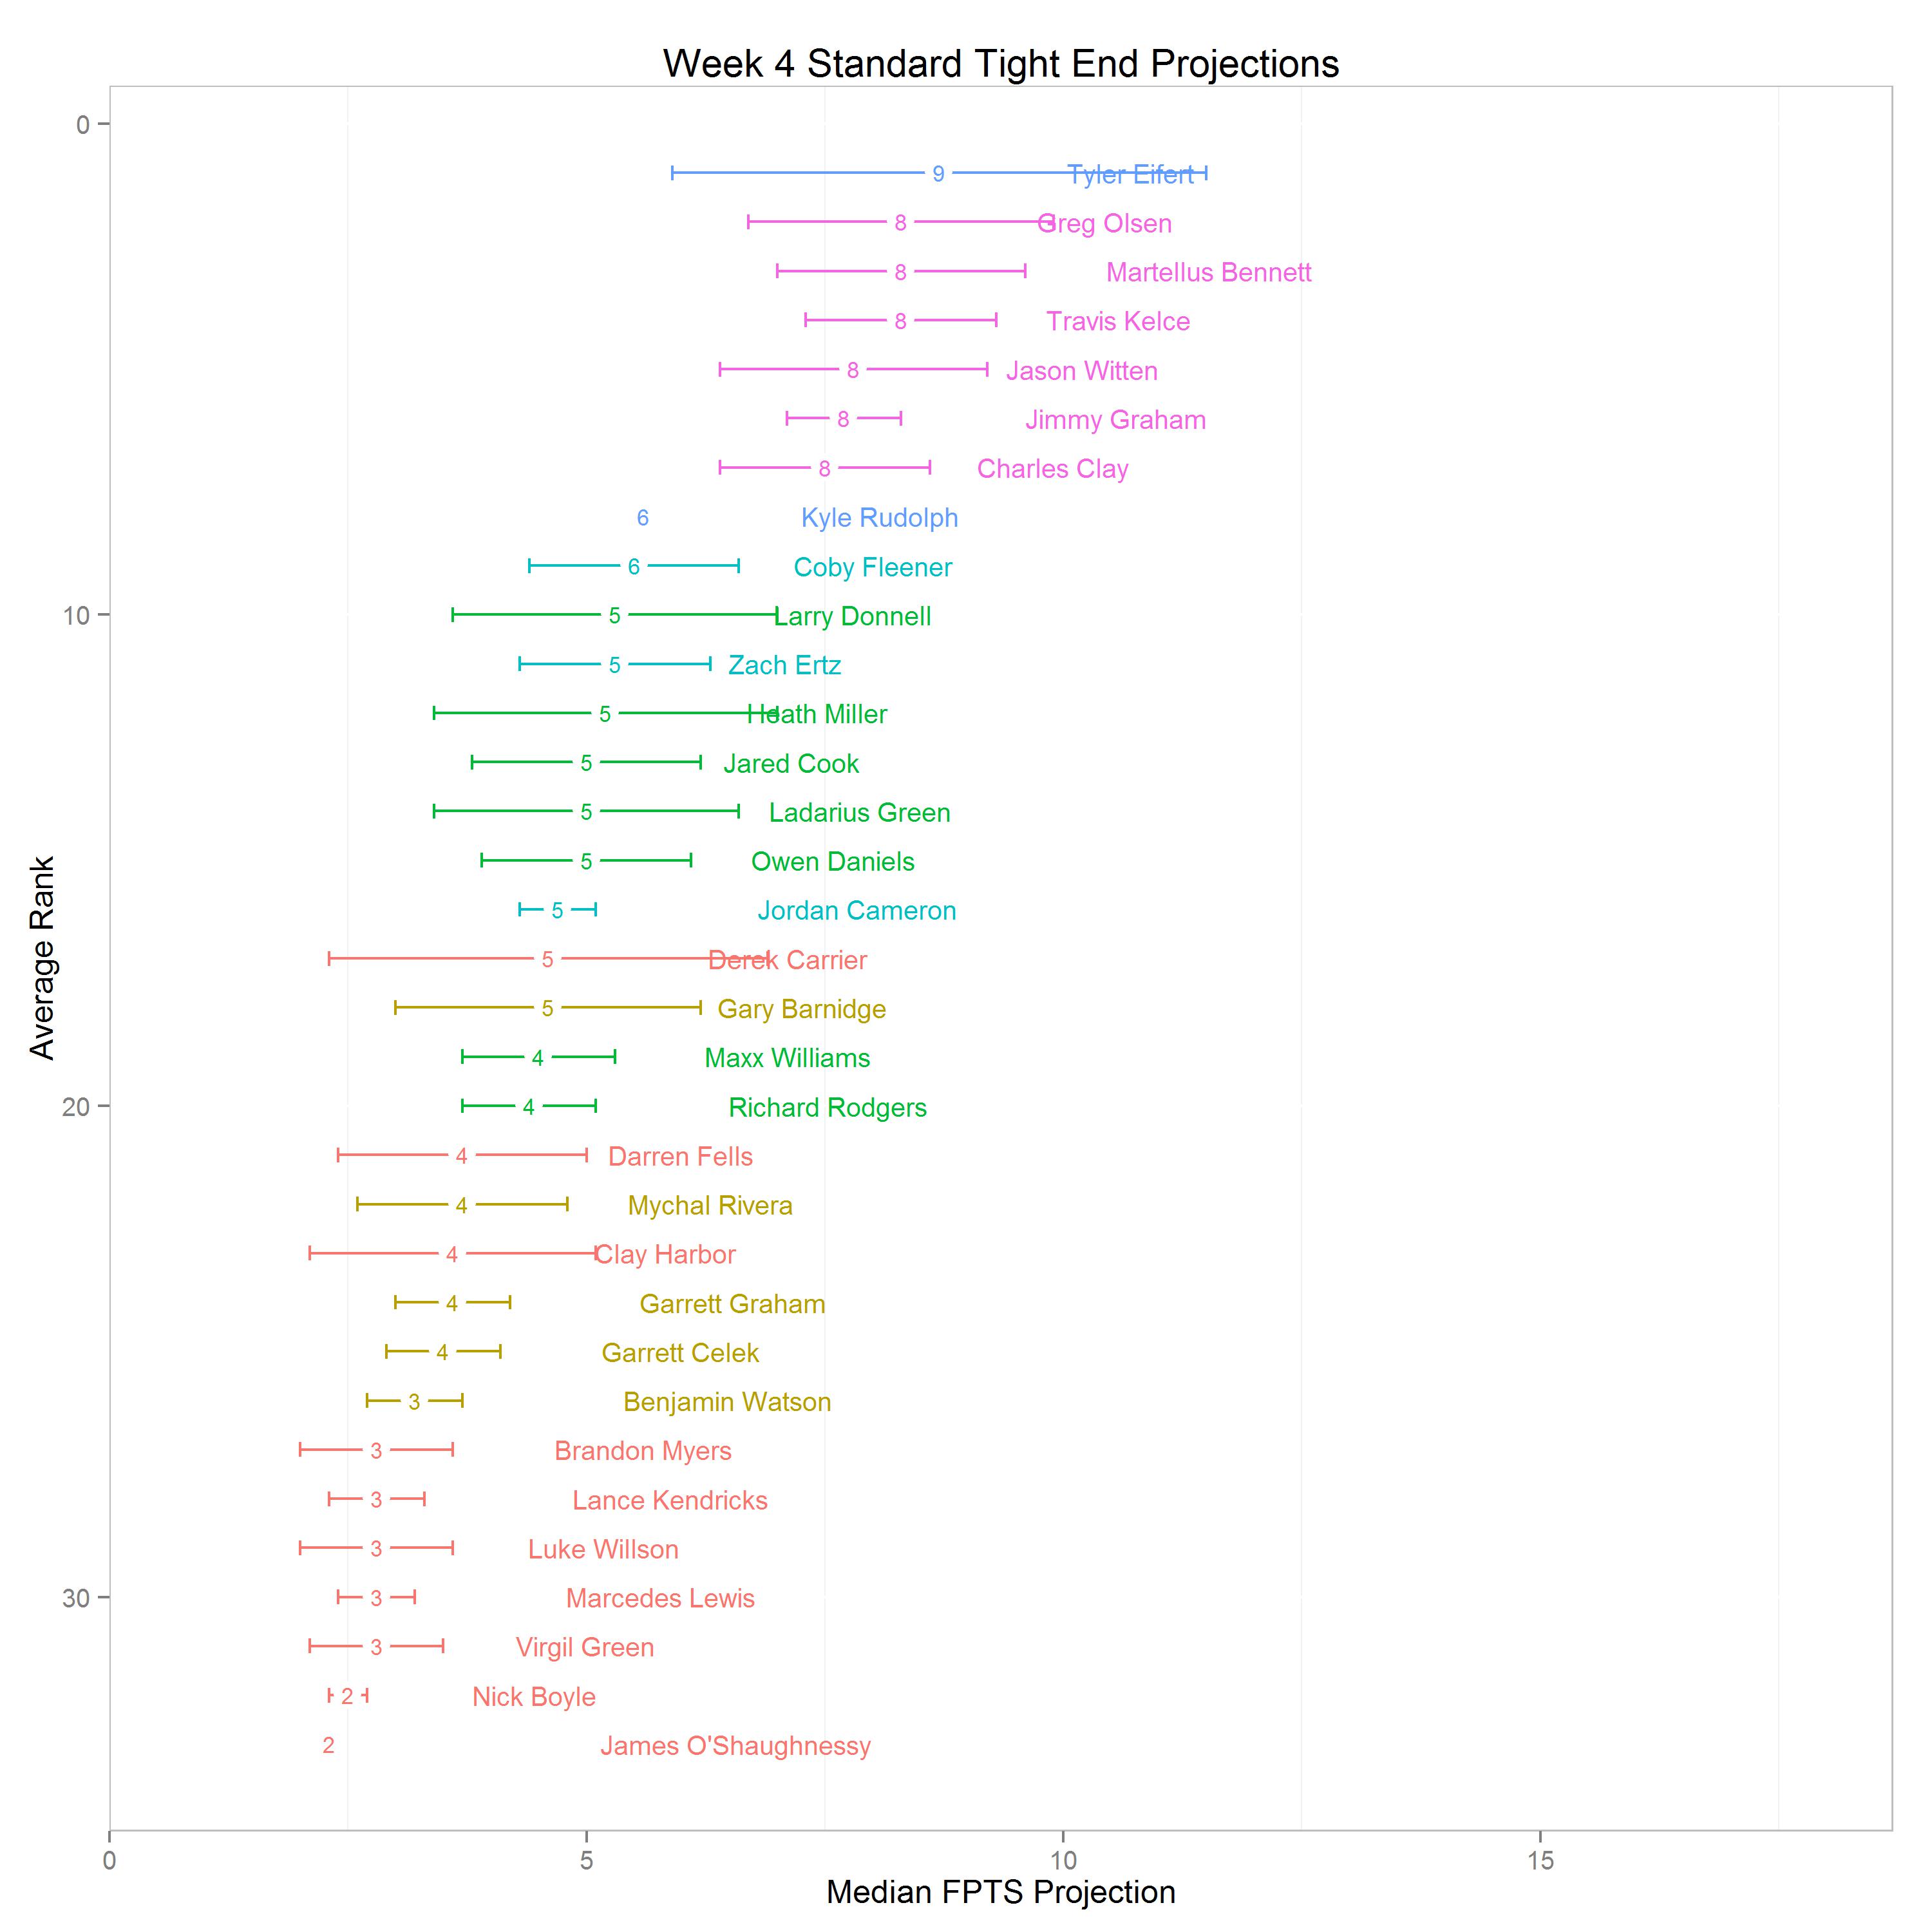 Week 4 Standard Tight End Projections
0
9 Tyler Eifert
8 Greg Olsen
8 Martellus Bennett
8 Travis Kelce
8 Jason Witten
8 Jimmy Graham
8 Charles Clay
6 Kyle Rudolph
6 Coby Fleener
10 5 Larry Donnell
5 Zach Ertz
5 Heath Miller
5 Jared Cook
5 Ladarius Green
5 Owen Daniels
5 Jordan Cameron
5 Derek Carrier
Average Rank
5 Gary Barnidge
4 Maxx Williams
20 4 Richard Rodgers
4 Darren Fells
4 Mychal Rivera
4 Clay Harbor
4 Garrett Graham
4 Garrett Celek
3 Benjamin Watson
3 Brandon Myers
3 Lance Kendricks
3 Luke Willson
30 3 Marcedes Lewis
3 Virgil Green
2 Nick Boyle
2 James O'Shaughnessy
0 5 10 15
Median FPTS Projection